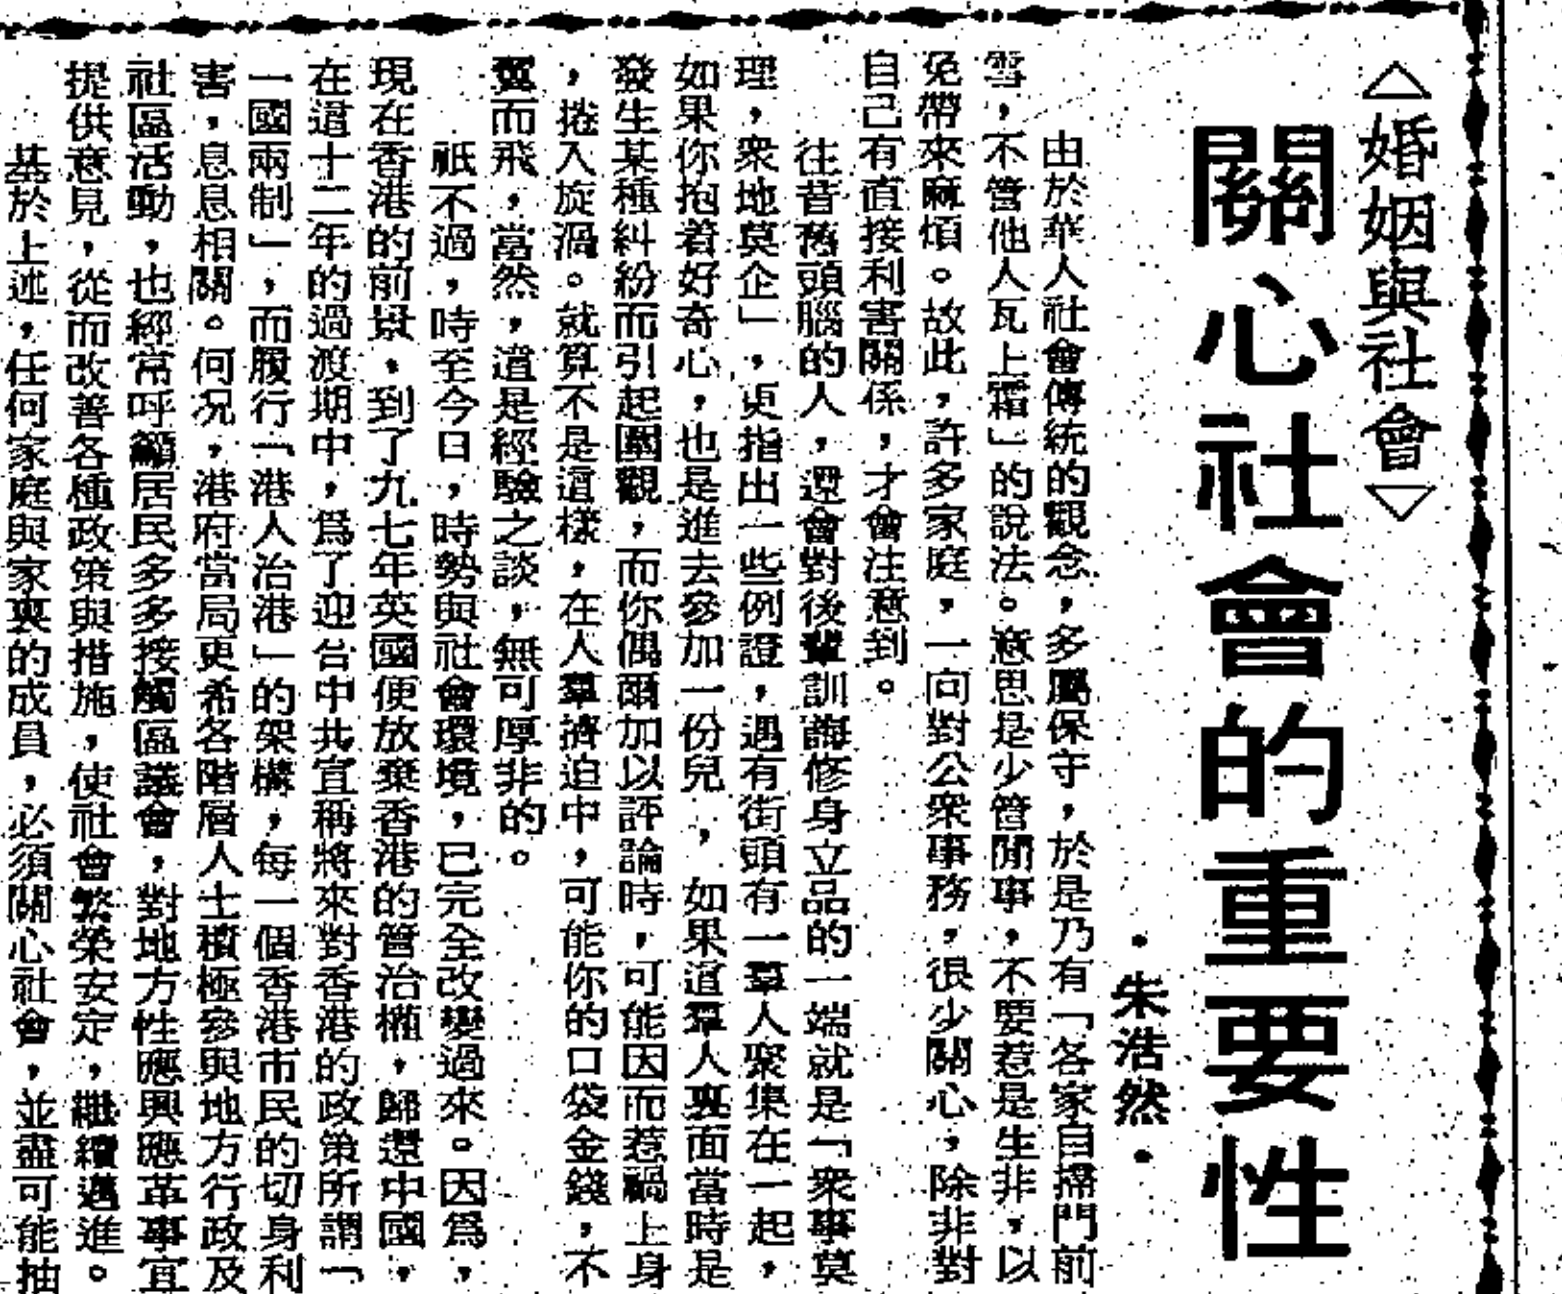 △婚姻與社會▽
關心社會的重要性
·朱浩然·
由於華人社會傳統的觀念，多屬保守，於是乃有「各家自掃門前
雪，不管他人瓦上霜」的說法。意思是少管閒事，不要惹是生非，以
免帶來麻煩。故此，許多家庭，一向對公衆事務，很少關心，除非對
自己有直接利害關係，才會注意到。
往昔舊頭腦的人，還會對後輩訓誨修身立品的一端就是「衆事莫
理，衆地莫企」，更指出一些例證，遇有街頭有一羣人聚集在一起，
如果你抱着好奇心，也是進去參加一份兒，如果這羣人裏面當時是
發生某種糾紛而引起圍觀，而你偶爾加以評論時，可能因而惹禍上身
，捲入旋渦。就算不是這樣，在人羣擠迫中，可能你的口袋金錢，不
翼而飛，當然，這是經驗之談，無可厚非的。
祇不過，時至今日，時勢與社會環境，已完全改變過來。因爲，
現在香港的前景，到了九七年英國便放棄香港的管治權，歸還中國，
在這十二年的過渡期中，爲了迎合中共宣稱將來對香港的政策所謂「
一國兩制」，而履行「港人治港」的架構，每一個香港市民的切身利
害，息息相關。何况，港府當局更希各階層人士積極參與地方行政及
社區活動，也經常呼籲居民多多接觸區議會，對地方性應興應革事宜
提供意見，從而改善各種政策與措施，使社會繁榮安定，繼續邁進。
基於上述，任何家庭與家裏的成員，必須關心社會，並盡可能抽